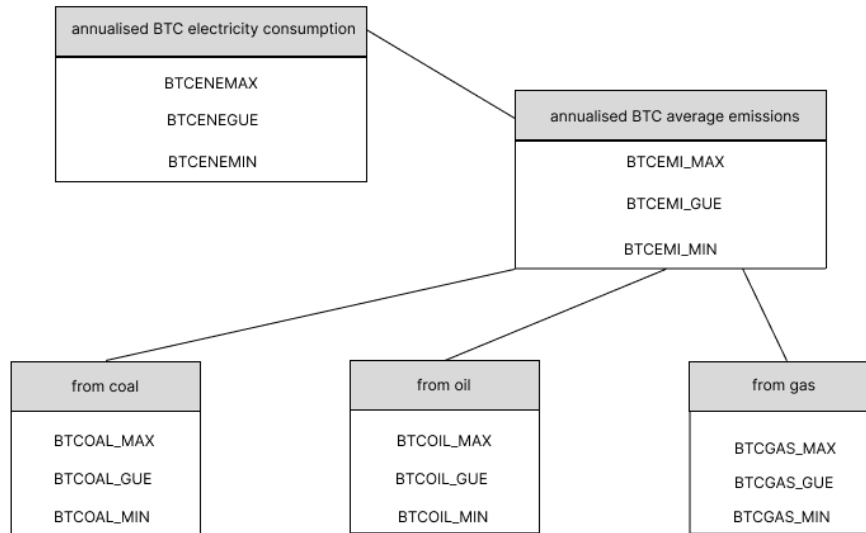 annualised BTC electricity consumption
BTCENEMAX
BTCENEGUE
BTCENEMIN
annualised BTC average emissions
BTCEMI_MAX
BTCEMI_GUE
BTCEMI_MIN
from coal
BTCOAL_MAX
BTCOAL_GUE
BTCOAL_MIN
from oil
BTCOIL_MAX
BTCOIL_GUE
BTCOIL_MIN
from gas
BTCGAS_MAX
BTCGAS_GUE
BTCGAS_MIN